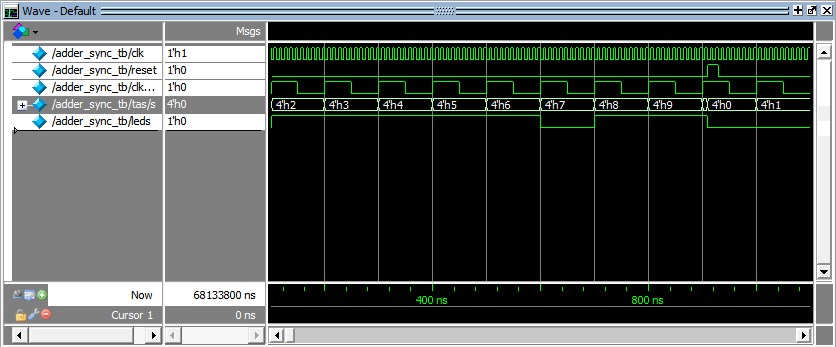 Wave - Default
Msgs
/adder_sync_tb/clk 1'h1
/adder_sync_tb/reset 1'h0
/adder_sync_tb/clk... 1'h0
/adder_sync_tb/tas/s 4'h0 4'h2 4'h3 4'h4 4'h5 4'h6 4'h7 4'h8 4'h9 4'h0 4'h1
/adder_sync_tb/leds 1'h0
Now 68133800 ns 400 ns 800 ns
Cursor 1 0 ns